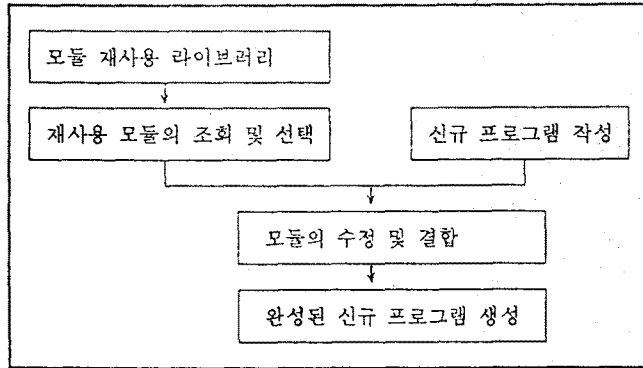 모듈 재사용 라이브러리
재사용 모듈의 조회 및 선택
신규 프로그램 작성
모듈의 수정 및 결합
완성된 신규 프로그램 생성